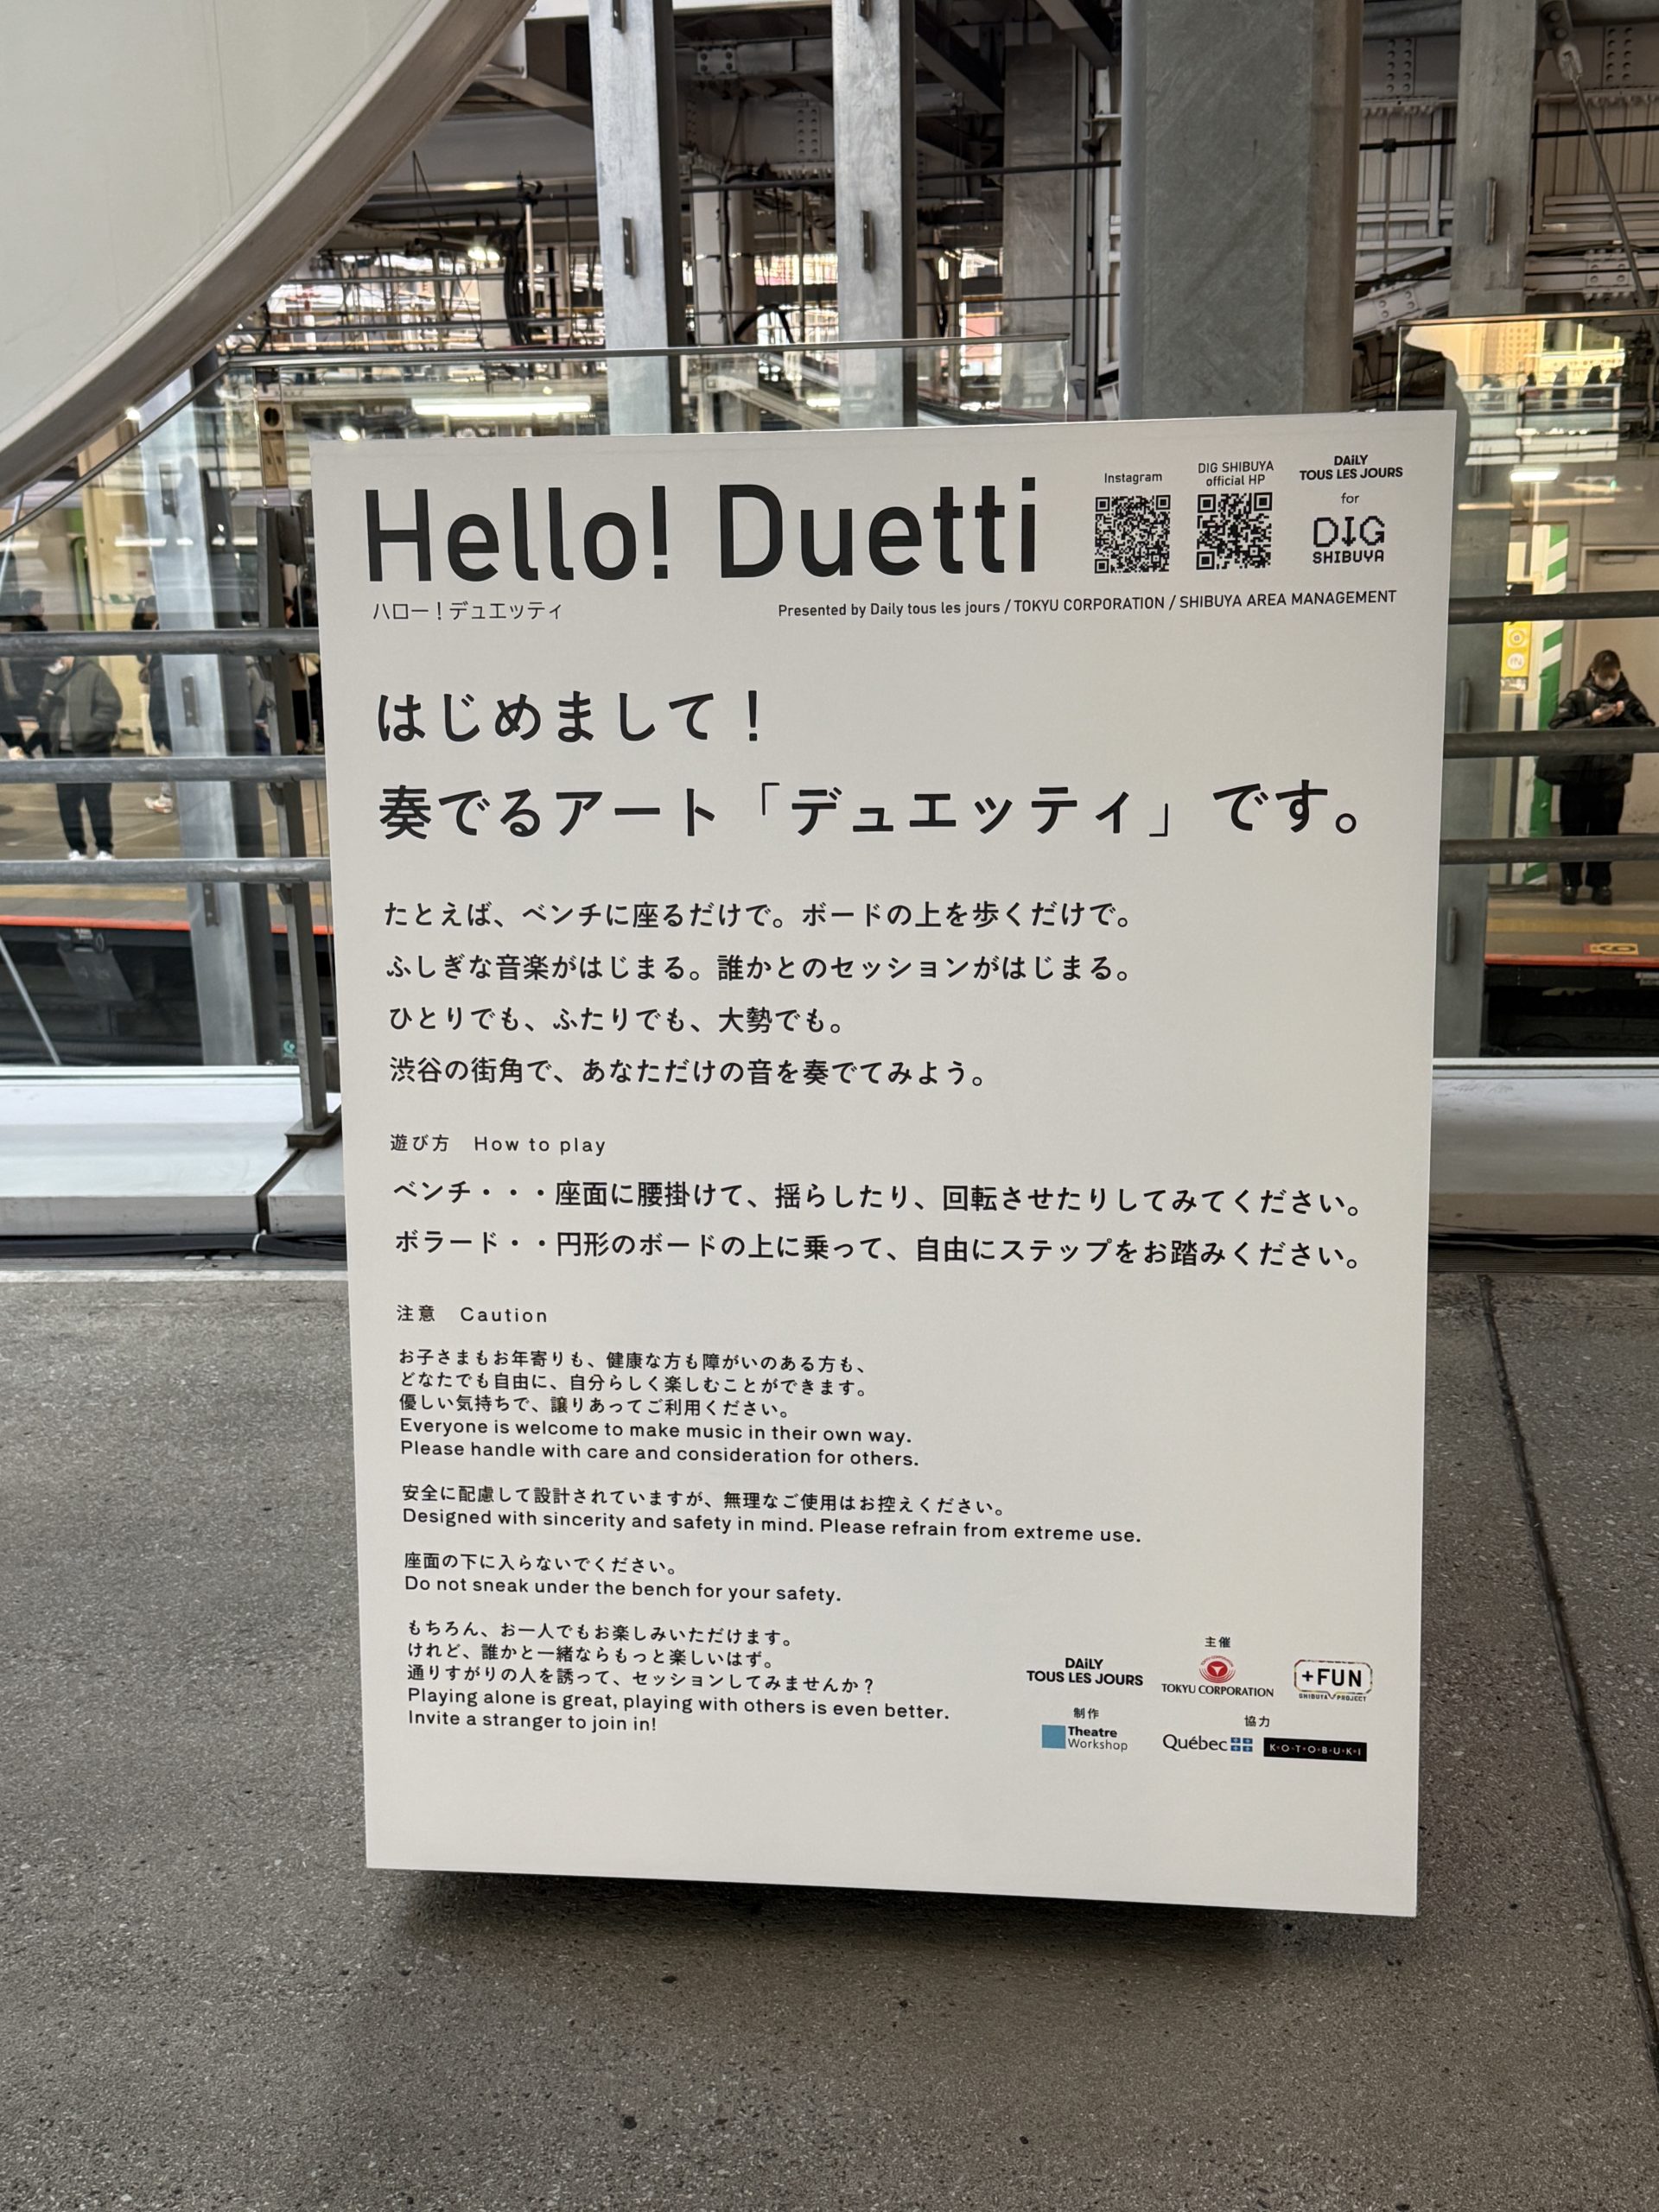 Hello! Duetti
ハロー！デュエッティ
Instagram
DIG SHIBUYA
official HP
DAiLY
TOUS LES JOURS
for
DIG
SHIBUYA
Presented by Daily tous les jours / TOKYU CORPORATION / SHIBUYA AREA MANAGEMENT
はじめまして！
奏でるアート「デュエッティ」です。
たとえば、ベンチに座るだけで。ボードの上を歩くだけで。
ふしぎな音楽がはじまる。誰かとのセッションがはじまる。
ひとりでも、ふたりでも、大勢でも。
渋谷の街角で、あなただけの音を奏でてみよう。
遊び方 How to play
ベンチ・・・座面に腰掛けて、揺らしたり、回転させたりしてみてください。
ボラード・・円形のボードの上に乗って、自由にステップをお踏みください。
注意 Caution
お子さまもお年寄りも、健康な方も障がいのある方も、
どなたでも自由に、自分らしく楽しむことができます。
優しい気持ちで、譲りあってご利用ください。
Everyone is welcome to make music in their own way.
Please handle with care and consideration for others.
安全に配慮して設計されていますが、無理なご使用はお控えください。
Designed with sincerity and safety in mind. Please refrain from extreme use.
座面の下に入らないでください。
Do not sneak under the bench for your safety.
もちろん、お一人でもお楽しみいただけます。
けれど、誰かと一緒ならもっと楽しいはず。
通りすがりの人を誘って、セッションしてみませんか？
Playing alone is great, playing with others is even better.
Invite a stranger to join in!
主催
DAiLY
TOUS LES JOURS
TOKYU CORPORATION
+FUN
SHIBUYA PROJECT
制作
Theatre
Workshop
協力
Québec
K·O·T·O·B·U·K·I